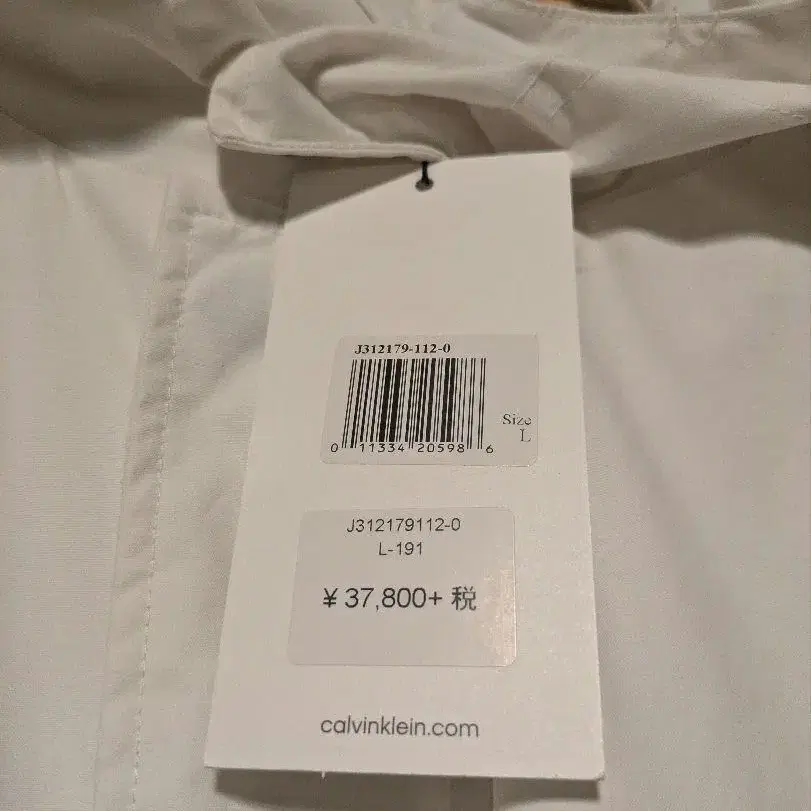 J312179-112-0
0 11334 20598 6
Size
L
J312179112-0
L-191
¥ 37,800+ 税
calvinklein.com